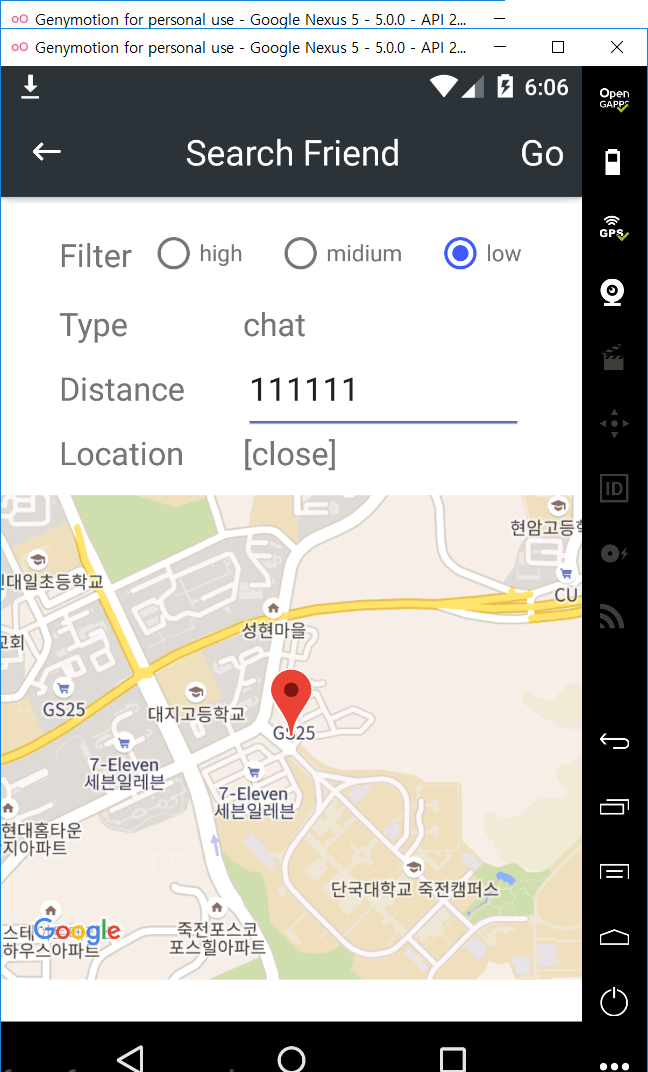 Genymotion for personal use - Google Nexus 5 - 5.0.0 - API 2...
Genymotion for personal use - Google Nexus 5 - 5.0.0 - API 2...
6:06
Open
GAPPS
Search Friend
Go
GPS
Filter
high
midium
low
Type
chat
Distance
111111
Location
[close]
ID
현암고등학
대일초등학교
CU
성현마을
교회
GS25
대지고등학교
GS25
7-Eleven
세븐일레븐
7-Eleven
세븐일레븐
현대홈타운
지아파트
단국대학교 죽전캠퍼스
Google
스테
하우스아파트
죽전포스코
포스힐아파트